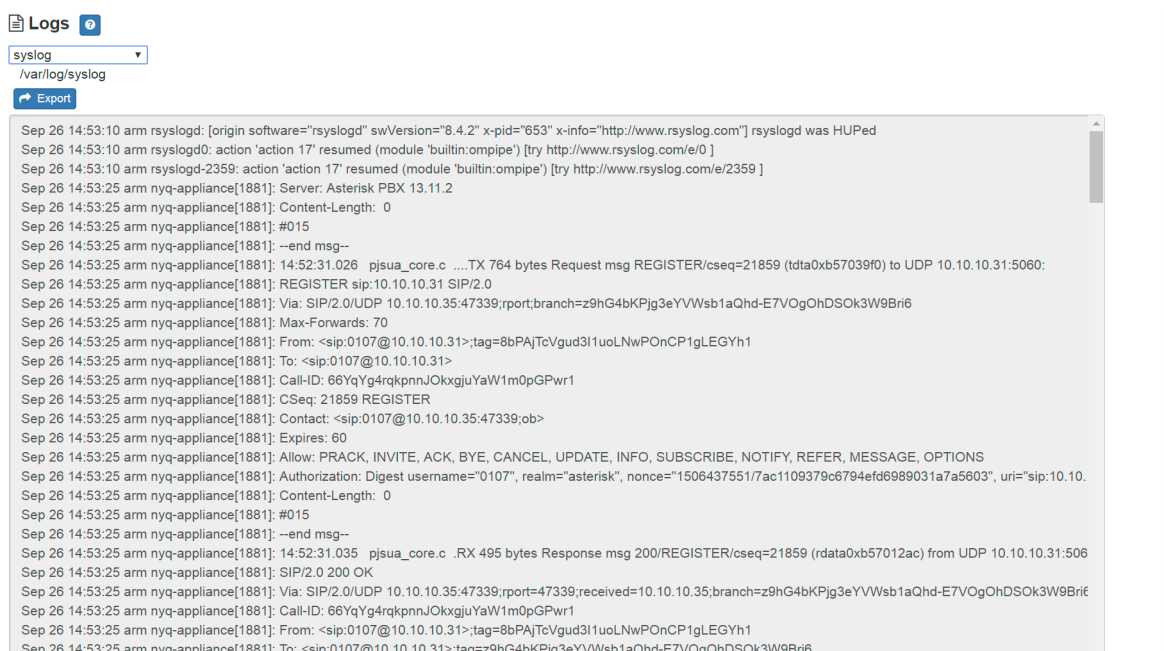 Logs ?
syslog
/var/log/syslog
Export
Sep 26 14:53:10 arm rsyslogd: [origin software="rsyslogd" swVersion="8.4.2" x-pid="653" x-info="http://www.rsyslog.com"] rsyslogd was HUPed
Sep 26 14:53:10 arm rsyslogd0: action 'action 17' resumed (module 'builtin:ompipe') [try http://www.rsyslog.com/e/0 ]
Sep 26 14:53:10 arm rsyslogd-2359: action 'action 17' resumed (module 'builtin:ompipe') [try http://www.rsyslog.com/e/2359 ]
Sep 26 14:53:25 arm nyq-appliance[1881]: Server: Asterisk PBX 13.11.2
Sep 26 14:53:25 arm nyq-appliance[1881]: Content-Length:  0
Sep 26 14:53:25 arm nyq-appliance[1881]: #015
Sep 26 14:53:25 arm nyq-appliance[1881]: --end msg--
Sep 26 14:53:25 arm nyq-appliance[1881]: 14:52:31.026   pjsua_core.c  ....TX 764 bytes Request msg REGISTER/cseq=21859 (tdta0xb57039f0) to UDP 10.10.10.31:5060:
Sep 26 14:53:25 arm nyq-appliance[1881]: REGISTER sip:10.10.10.31 SIP/2.0
Sep 26 14:53:25 arm nyq-appliance[1881]: Via: SIP/2.0/UDP 10.10.10.35:47339;rport;branch=z9hG4bKPjg3eYVWsb1aQhd-E7VOgOhDSOk3W9Bri6
Sep 26 14:53:25 arm nyq-appliance[1881]: Max-Forwards: 70
Sep 26 14:53:25 arm nyq-appliance[1881]: From: <sip:0107@10.10.10.31>;tag=8bPAjTcVgud3I1uoLNwPOnCP1gLEGYh1
Sep 26 14:53:25 arm nyq-appliance[1881]: To: <sip:0107@10.10.10.31>
Sep 26 14:53:25 arm nyq-appliance[1881]: Call-ID: 66YqYg4rqkpnnJOkxgjuYaW1m0pGPwr1
Sep 26 14:53:25 arm nyq-appliance[1881]: CSeq: 21859 REGISTER
Sep 26 14:53:25 arm nyq-appliance[1881]: Contact: <sip:0107@10.10.10.35:47339;ob>
Sep 26 14:53:25 arm nyq-appliance[1881]: Expires: 60
Sep 26 14:53:25 arm nyq-appliance[1881]: Allow: PRACK, INVITE, ACK, BYE, CANCEL, UPDATE, INFO, SUBSCRIBE, NOTIFY, REFER, MESSAGE, OPTIONS
Sep 26 14:53:25 arm nyq-appliance[1881]: Authorization: Digest username="0107", realm="asterisk", nonce="1506437551/7ac1109379c6794efd6989031a7a5603", uri="sip:10.10.
Sep 26 14:53:25 arm nyq-appliance[1881]: Content-Length:  0
Sep 26 14:53:25 arm nyq-appliance[1881]: #015
Sep 26 14:53:25 arm nyq-appliance[1881]: --end msg--
Sep 26 14:53:25 arm nyq-appliance[1881]: 14:52:31.035   pjsua_core.c  .RX 495 bytes Response msg 200/REGISTER/cseq=21859 (rdata0xb57012ac) from UDP 10.10.10.31:506
Sep 26 14:53:25 arm nyq-appliance[1881]: SIP/2.0 200 OK
Sep 26 14:53:25 arm nyq-appliance[1881]: Via: SIP/2.0/UDP 10.10.10.35:47339;rport=47339;received=10.10.10.35;branch=z9hG4bKPjg3eYVWsb1aQhd-E7VOgOhDSOk3W9Bri6
Sep 26 14:53:25 arm nyq-appliance[1881]: Call-ID: 66YqYg4rqkpnnJOkxgjuYaW1m0pGPwr1
Sep 26 14:53:25 arm nyq-appliance[1881]: From: <sip:0107@10.10.10.31>;tag=8bPAjTcVgud3I1uoLNwPOnCP1gLEGYh1
Sep 26 14:53:25 arm nyq-appliance[1881]: To: <sip:0107@10.10.10.31>;tag=z9hG4bKPjg3eYVWsb1aQhd-E7VOgOhDSOk3W9Bri6